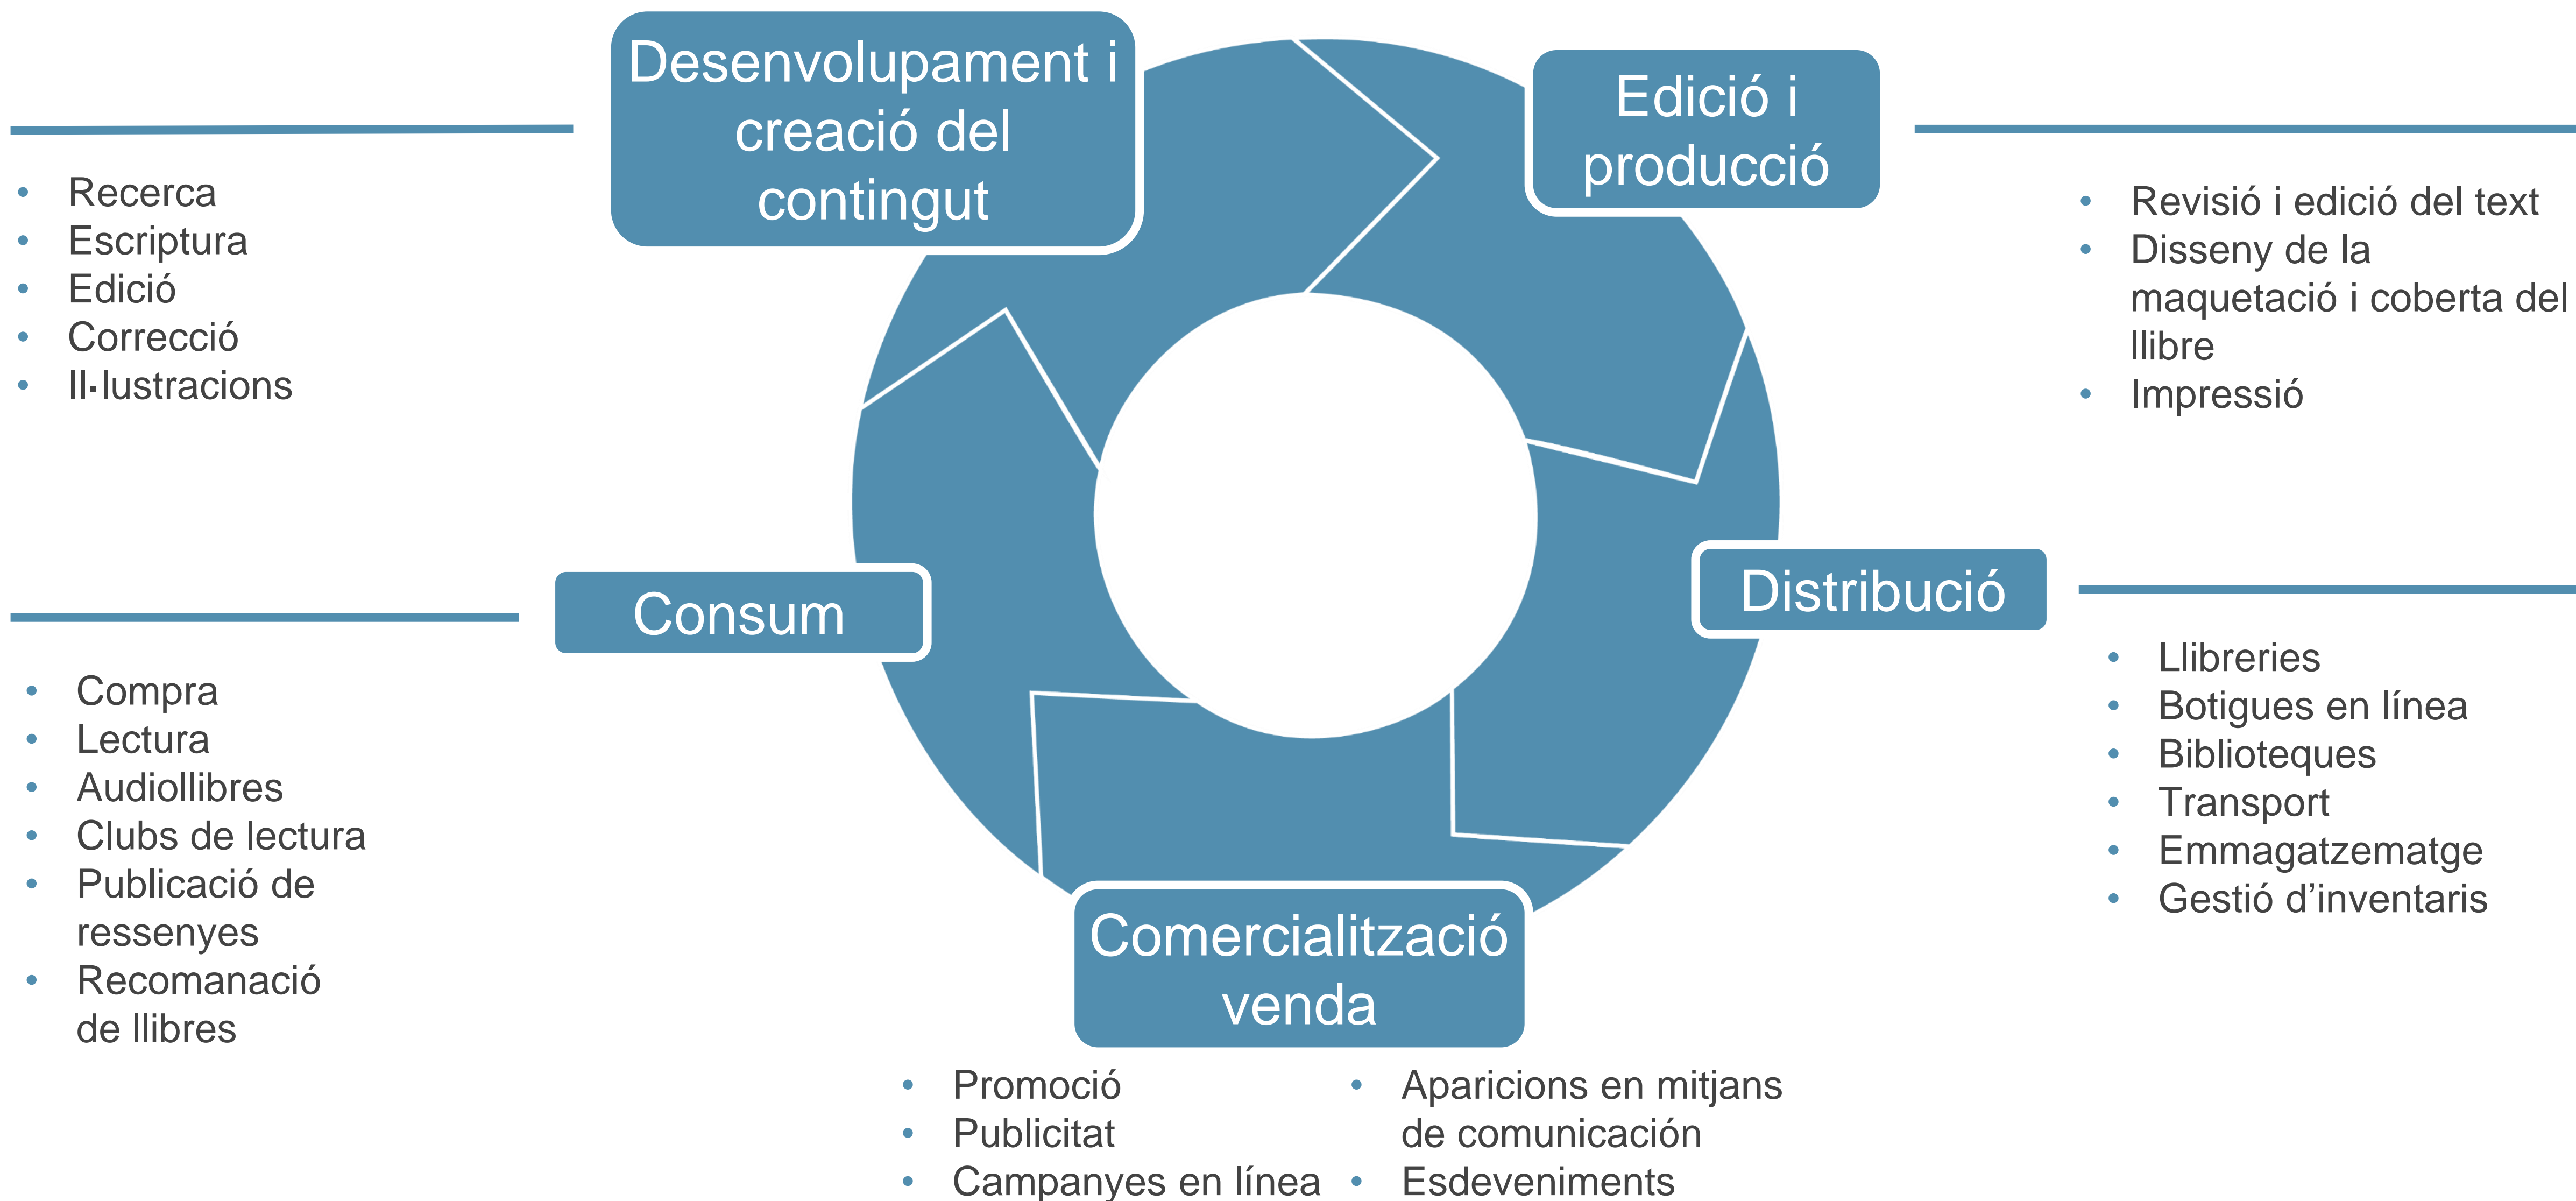 Desenvolupament i
creació del
contingut
• Recerca
• Escriptura
• Edició
• Correcció
• Il·lustracions
Edició i
producció
• Revisió i edició del text
• Disseny de la
maquetació i coberta del
llibre
• Impressió
Distribució
• Llibreries
• Botigues en línea
• Biblioteques
• Transport
• Emmagatzematge
• Gestió d’inventaris
Comercialització
venda
• Promoció
• Publicitat
• Campanyes en línea
• Aparicions en mitjans
de comunicación
• Esdeveniments
Consum
• Compra
• Lectura
• Audiollibres
• Clubs de lectura
• Publicació de
ressenyes
• Recomanació
de llibres